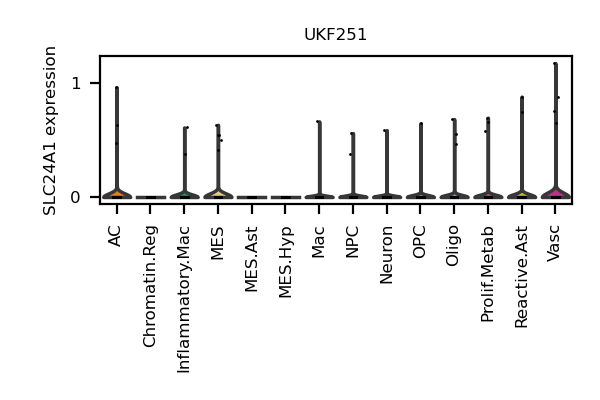 UKF251
SLC24A1 expression
1
0
AC
Chromatin.Reg
Inflammatory.Mac
MES
MES.Ast
MES.Hyp
Mac
NPC
Neuron
OPC
Oligo
Prolif.Metab
Reactive.Ast
Vasc